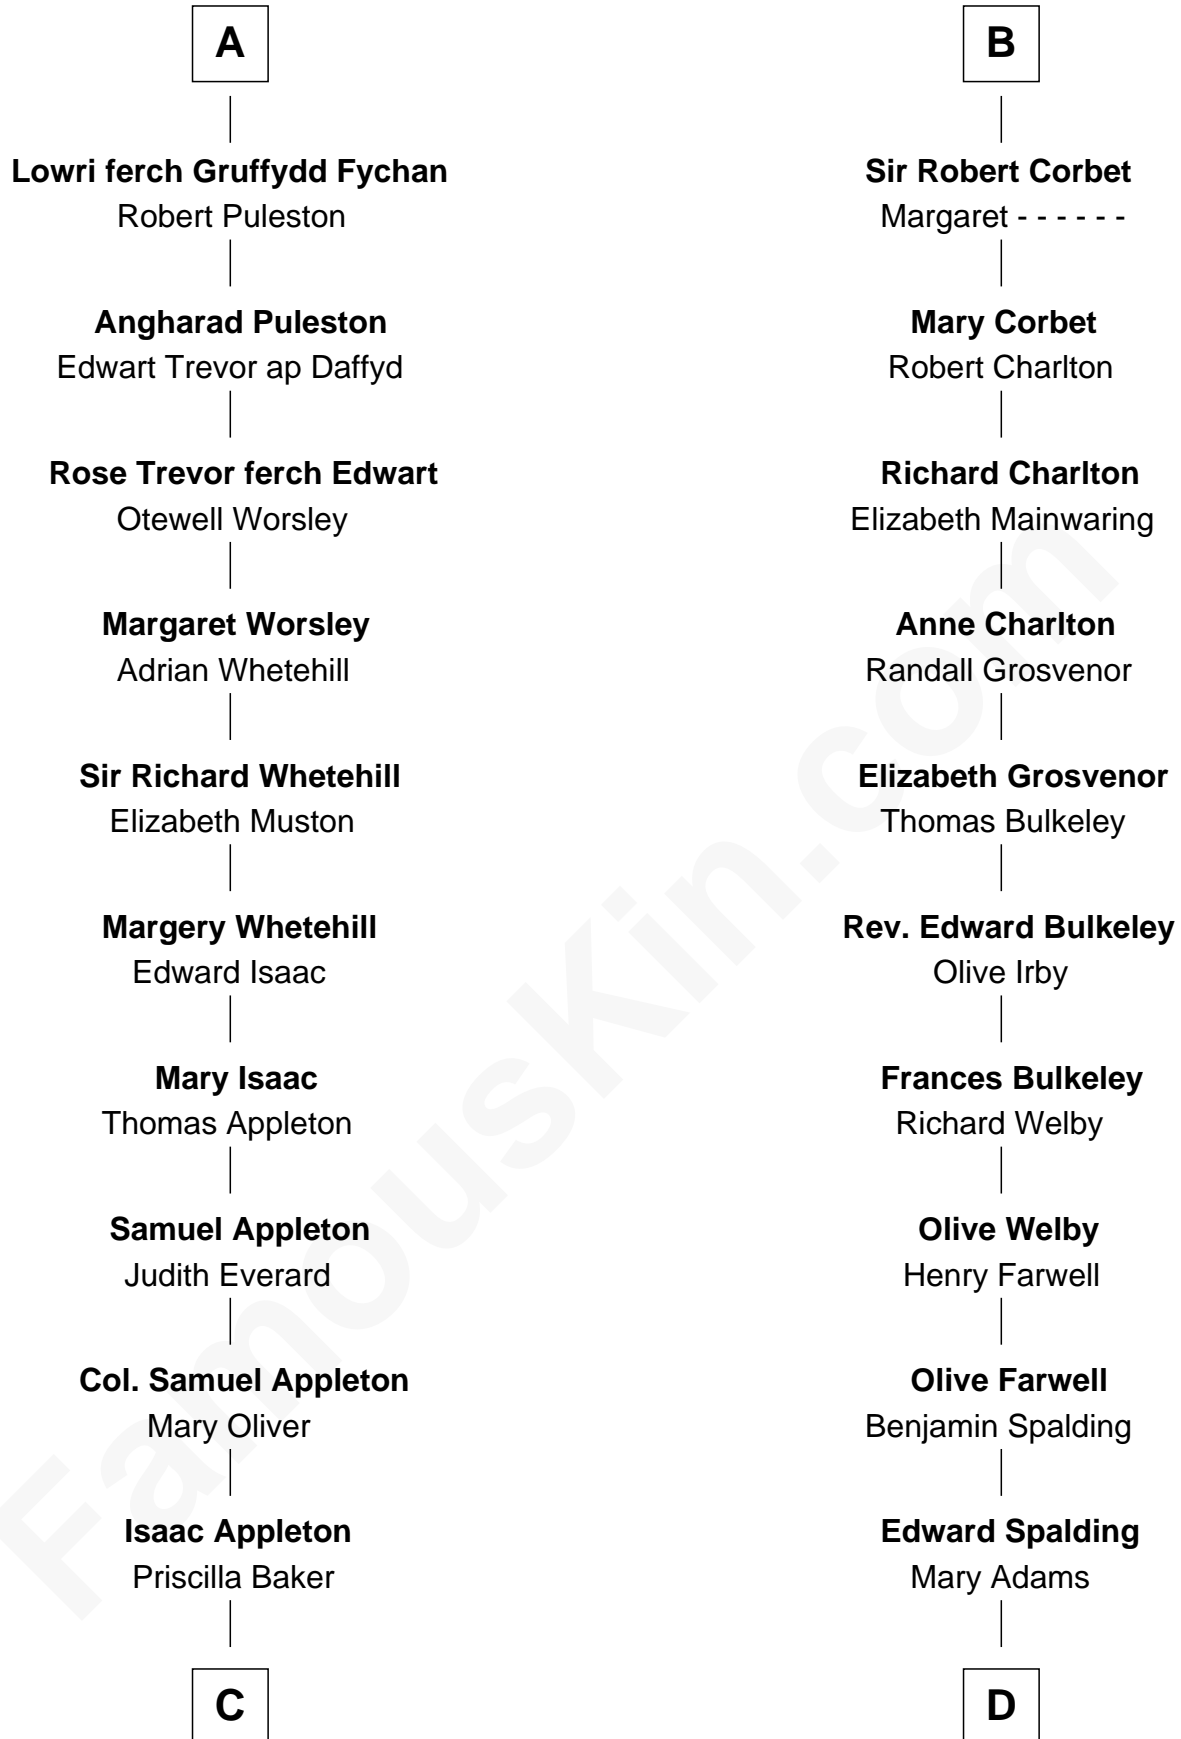 A
Lowri ferch Gruffydd Fychan
Robert Puleston
Angharad Puleston
Edwart Trevor ap Daffyd
Rose Trevor ferch Edwart
Otewell Worsley
Margaret Worsley
Adrian Whetehill
Sir Richard Whetehill
Elizabeth Muston
Margery Whetehill
Edward Isaac
Mary Isaac
Thomas Appleton
Samuel Appleton
Judith Everard
Col. Samuel Appleton
Mary Oliver
Isaac Appleton
Priscilla Baker
C
B
Sir Robert Corbet
Margaret - - - - - -
Mary Corbet
Robert Charlton
Richard Charlton
Elizabeth Mainwaring
Anne Charlton
Randall Grosvenor
Elizabeth Grosvenor
Thomas Bulkeley
Rev. Edward Bulkeley
Olive Irby
Frances Bulkeley
Richard Welby
Olive Welby
Henry Farwell
Olive Farwell
Benjamin Spalding
Edward Spalding
Mary Adams
D
FamousKin.com